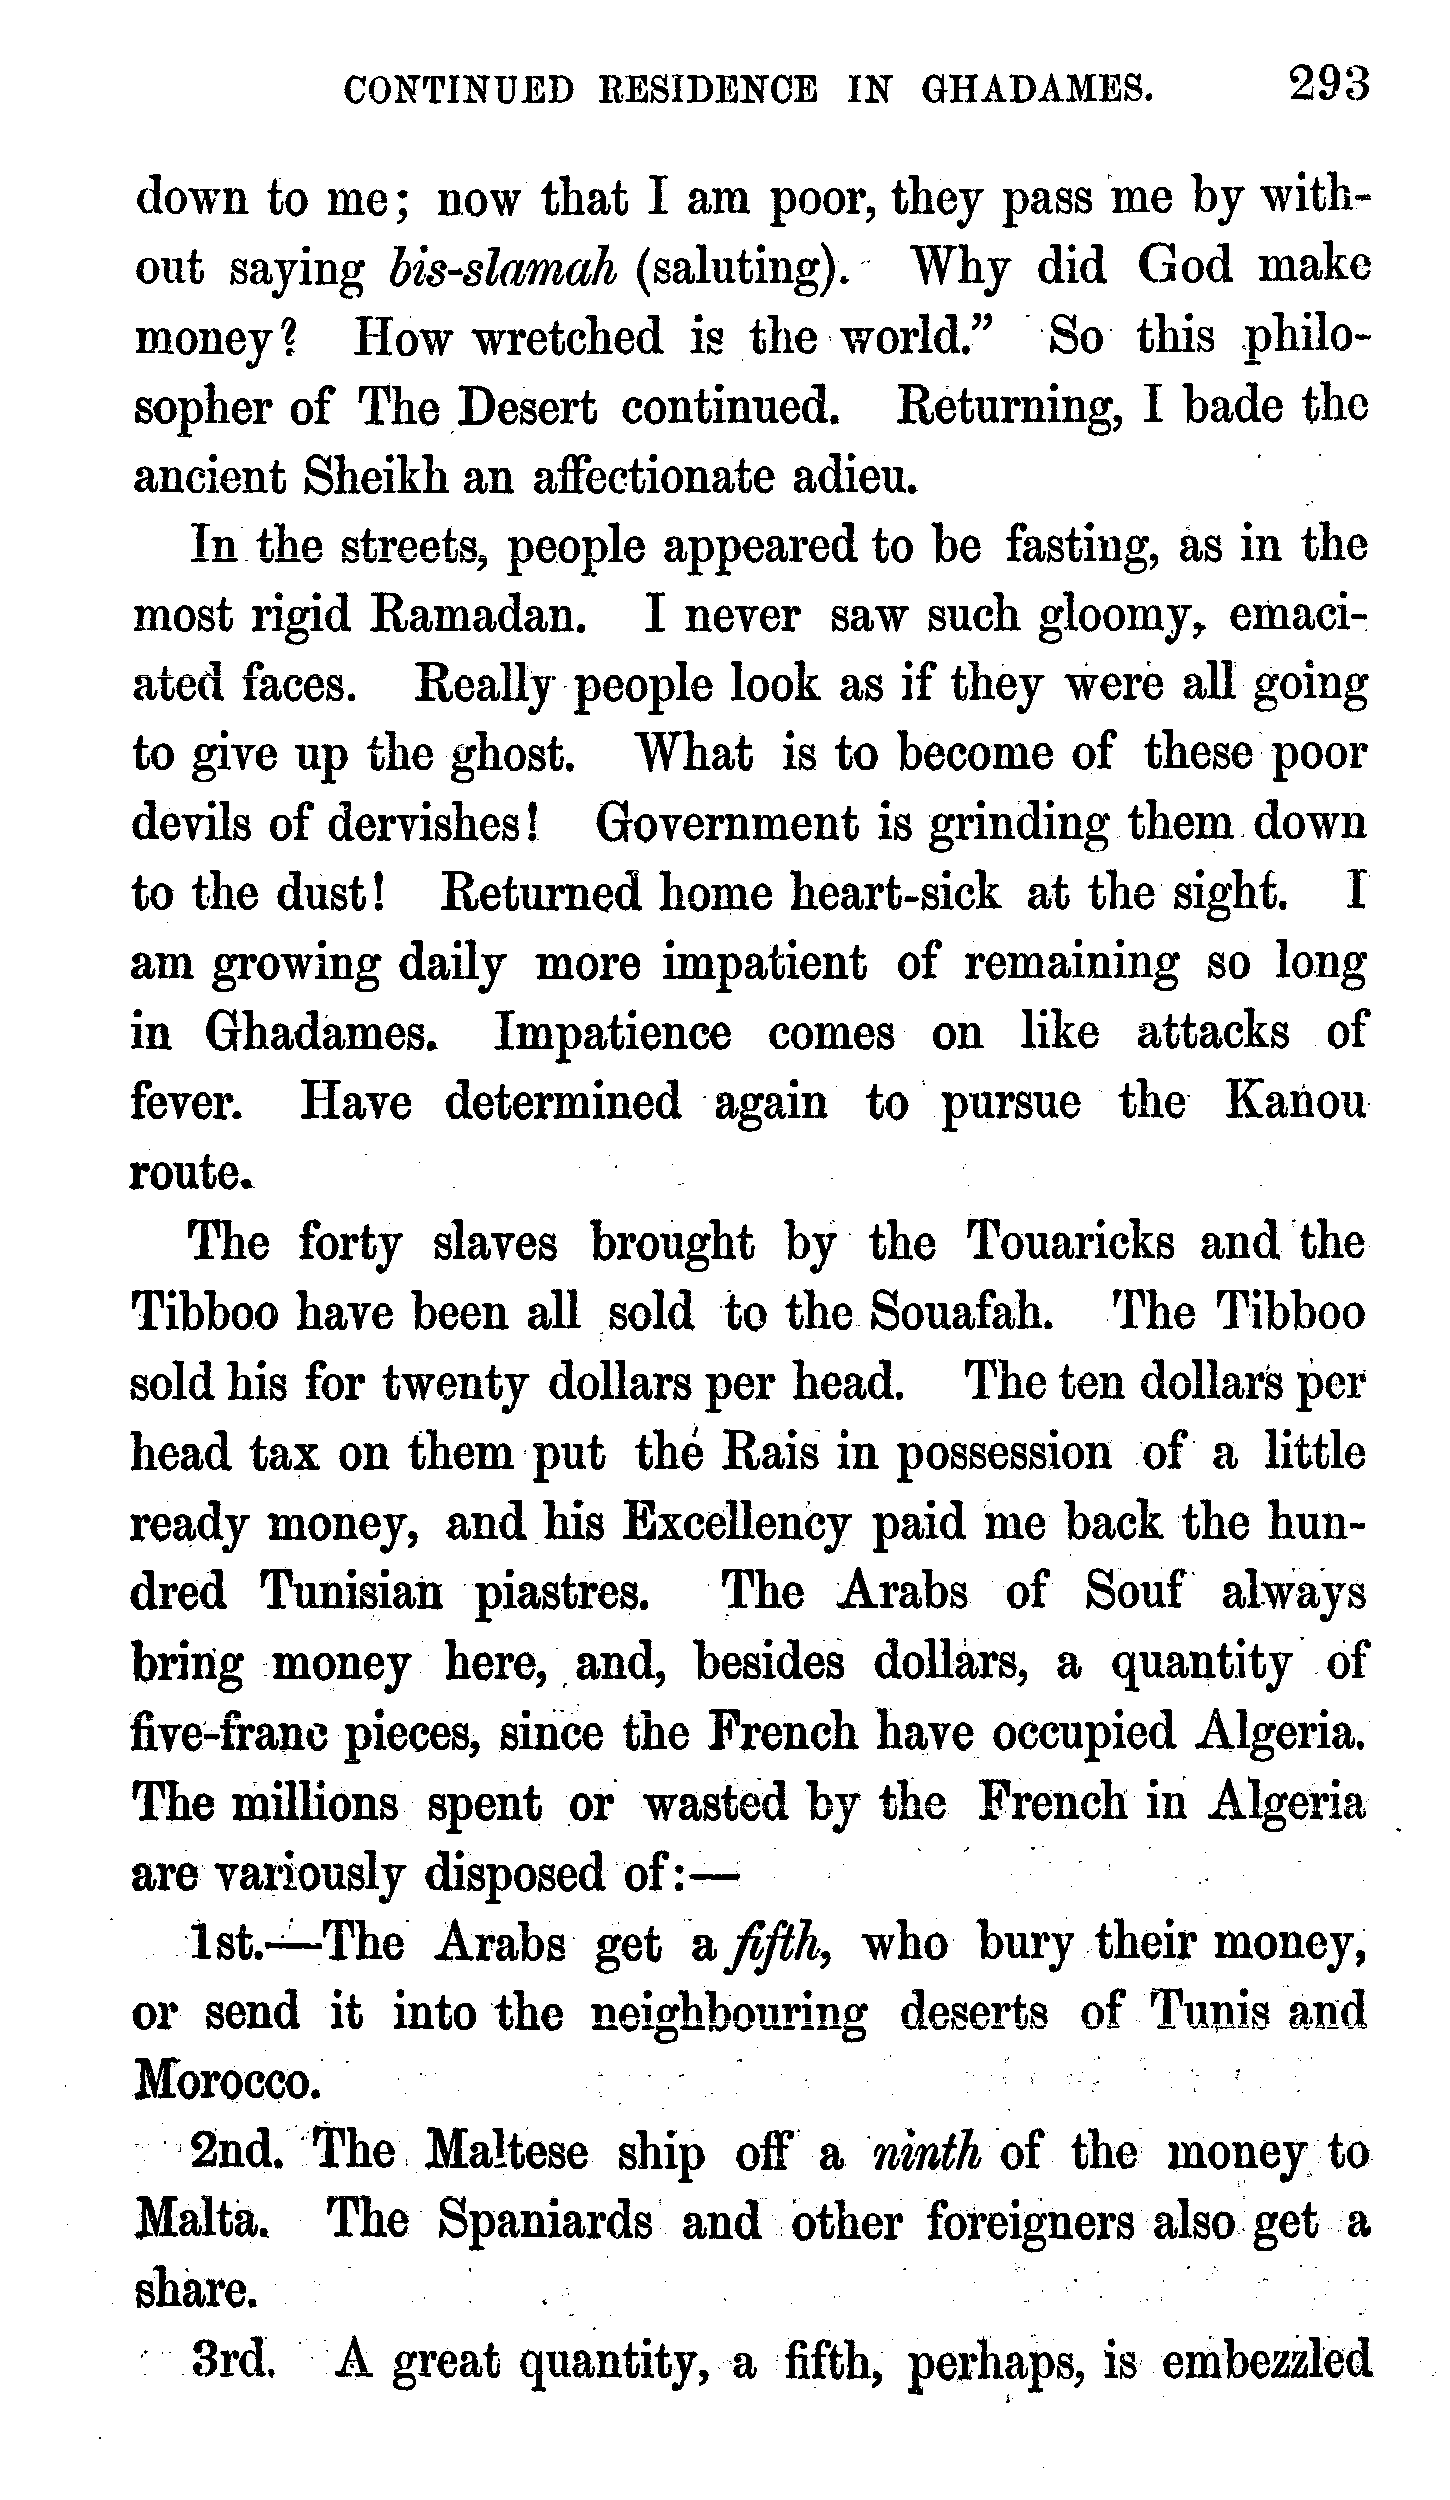 CONTINUED RESIDENCE IN GHADAMES. 293
down to me; now that I am poor, they pass me by with-
out saying bis-slamah (saluting). Why did God make
money? How wretched is the world.” So this philo-
sopher of The Desert continued. Returning, I bade the
ancient Sheikh an affectionate adieu.
In the streets, people appeared to be fasting, as in the
most rigid Ramadan. I never saw such gloomy, emaci-
ated faces. Really people look as if they were all going
to give up the ghost. What is to become of these poor
devils of dervishes! Government is grinding them down
to the dust! Returned home heart-sick at the sight. I
am growing daily more impatient of remaining so long
in Ghadames. Impatience comes on like attacks of
fever. Have determined again to pursue the Kanou
route.
The forty slaves brought by the Touaricks and the
Tibboo have been all sold to the Souafah. The Tibboo
sold his for twenty dollars per head. The ten dollars per
head tax on them put the Rais in possession of a little
ready money, and his Excellency paid me back the hun-
dred Tunisian piastres. The Arabs of Souf always
bring money here, and, besides dollars, a quantity of
five-franc pieces, since the French have occupied Algeria.
The millions spent or wasted by the French in Algeria
are variously disposed of:—
1st.—The Arabs get a fifth, who bury their money,
or send it into the neighbouring deserts of Tunis and
Morocco.
2nd. The Maltese ship off a ninth of the money to
Malta. The Spaniards and other foreigners also get a
share.
3rd. A great quantity, a fifth, perhaps, is embezzled